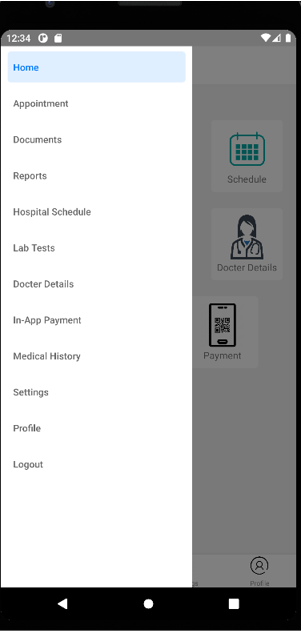 12:34
Home
Appointment
Documents
Reports
Hospital Schedule
Lab Tests
Docter Details
In-App Payment
Medical History
Settings
Profile
Logout
Schedule
Docter Details
Payment
gs
Profile